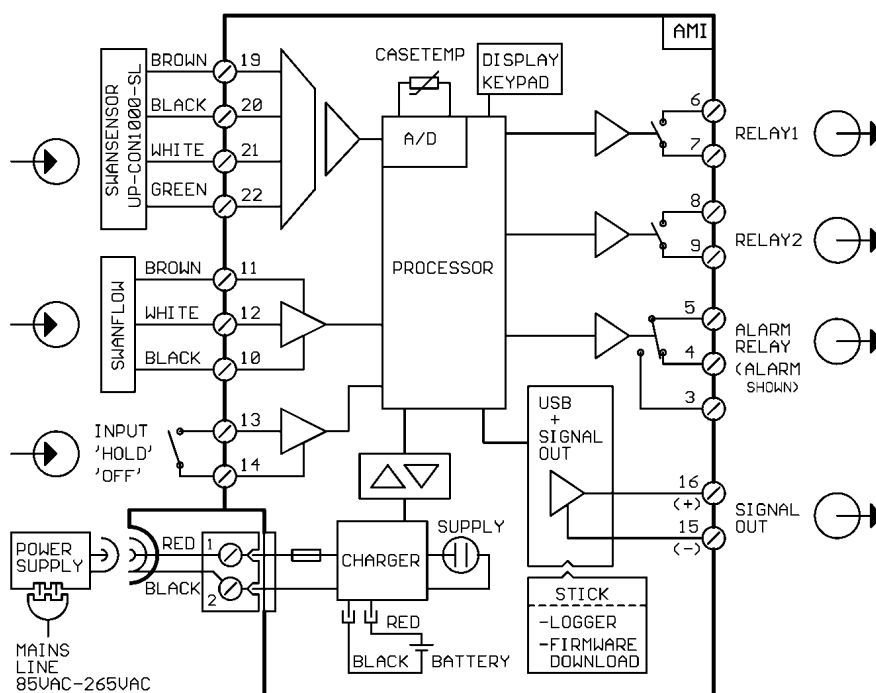 AMI
SWANSENSOR
UP-CON1000-SL
BROWN 19
BLACK 20
WHITE 21
GREEN 22
CASETEMP
DISPLAY
KEYPAD
A/D
PROCESSOR
6
7
RELAY1
8
9
RELAY2
5
4
3
ALARM
RELAY
(ALARM
SHOWN)
SWANFLOW
BROWN 11
WHITE 12
BLACK 10
INPUT
'HOLD'
'OFF'
13
14
USB
+
SIGNAL
OUT
16
(+)
15
(-)
SIGNAL
OUT
POWER
SUPPLY
RED 1
BLACK 2
CHARGER
SUPPLY
RED
BLACK
BATTERY
STICK
-LOGGER
-FIRMWARE
DOWNLOAD
MAINS
LINE
85VAC-265VAC